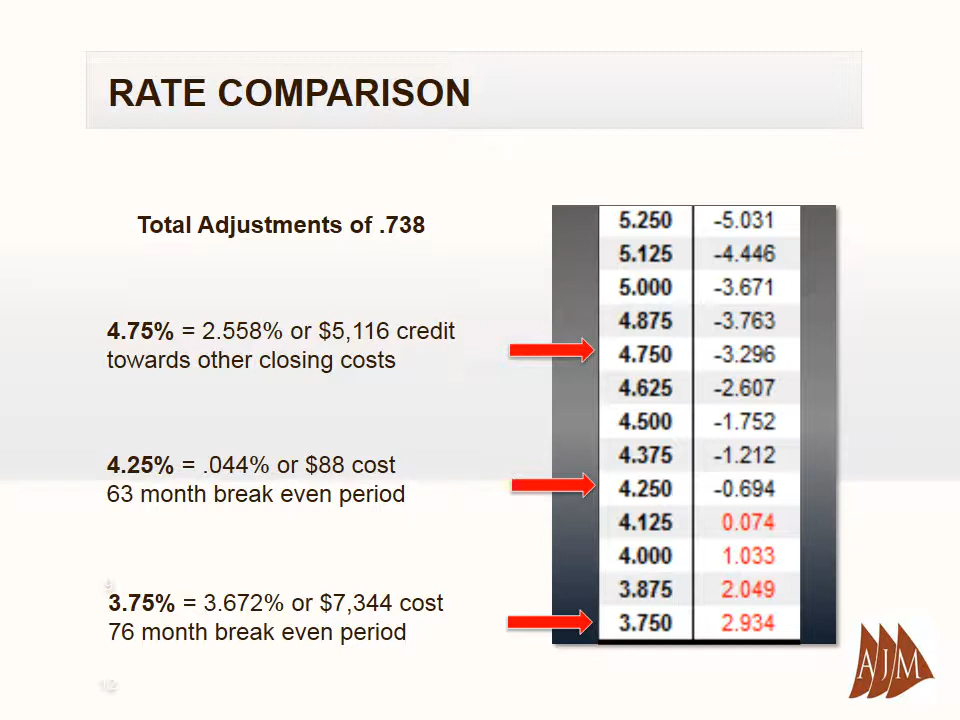 RATE COMPARISON
Total Adjustments of .738
4.75% = 2.558% or $5,116 credit
towards other closing costs
4.25% = .044% or $88 cost
63 month break even period
9
3.75% = 3.672% or $7,344 cost
76 month break even period
12
5.250 -5.031
5.125 -4.446
5.000 -3.671
4.875 -3.763
4.750 -3.296
4.625 -2.607
4.500 -1.752
4.375 -1.212
4.250 -0.694
4.125 0.074
4.000 1.033
3.875 2.049
3.750 2.934
AJM